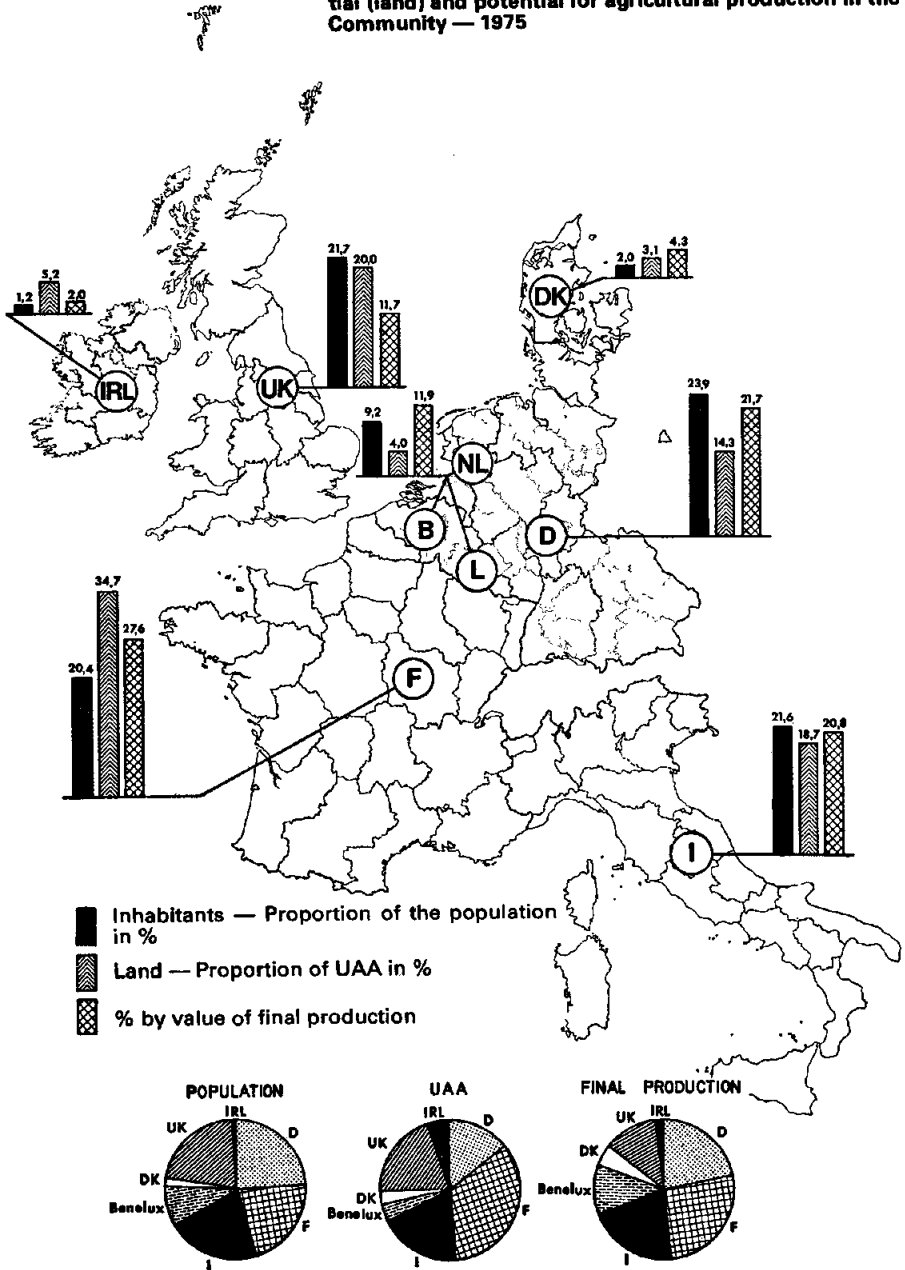 tial (land) and potential for agricultural production in the
Community — 1975
1,2 5,2 2,0
IRL
21,7 20,0 11,7
UK
2,0 3,1 4,3
DK
9,2 4,0 11,9
NL
B
L
23,9 14,3 21,7
D
20,4 34,7 27,6
F
21,6 18,7 20,8
I
Inhabitants — Proportion of the population
in %
Land — Proportion of UAA in %
% by value of final production
POPULATION
IRL
UK
D
DK
Benelux
F
I
UAA
IRL
UK
D
DK
Benelux
F
I
FINAL PRODUCTION
UK
IRL
D
DK
Benelux
F
I